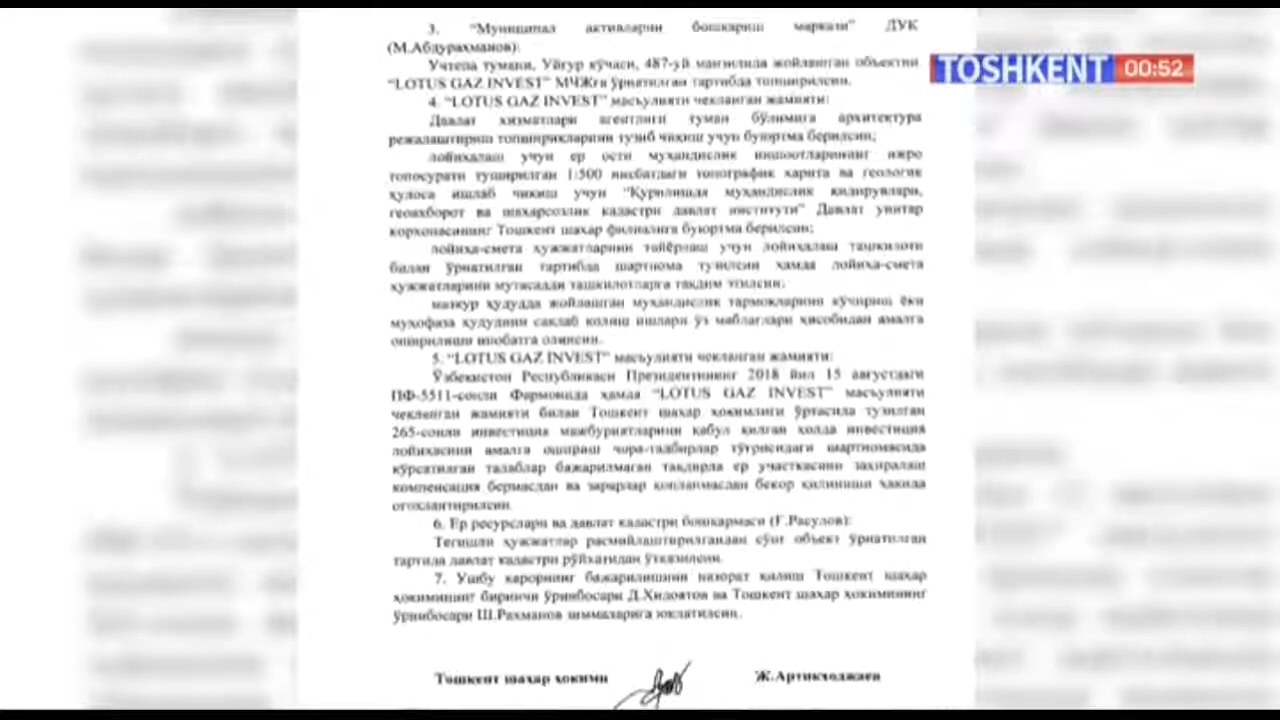 3. "Муниципал активларни бошқариш маркази" ДУК
(М.Абдурахманов):
Учтепа тумани, Уйғур кўчаси, 487-уй манзилида жойлашган объектни
"LOTUS GAZ INVEST" МЧЖга ўрнатилган тартибда топширилсин.
4. "LOTUS GAZ INVEST" масъулияти чекланган жамияти:
Давлат хизматлари агентлиги туман бўлимига архитектура
режалаштириш топшириқларини тузиб чиқиш учун буюртма берилсин;
лойиҳалаш учун ер ости муҳандислик иншоотларининг ижро
топосурати туширилган 1:500 нисбатдаги топографик харита ва геологик
хулоса ишлаб чиқиш учун "Қурилишда муҳандислик қидирувлари,
геоахборот ва шаҳарсозлик кадастри давлат институти" Давлат унитар
корхонасининг Тошкент шаҳар филиалига буюртма берилсин;
лойиҳа-смета ҳужжатларини тайёрлаш учун лойиҳалаш ташкилоти
билан ўрнатилган тартибда шартнома тузилсин ҳамда лойиҳа-смета
ҳужжатларини мутасадди ташкилотларга тақдим этилсин;
мазкур ҳудудда жойлашган муҳандислик тармоқларини кўчириш ёки
муҳофаза ҳудудини сақлаб қолиш ишлари ўз маблағлари ҳисобидан амалга
оширилиши инобатга олинсин.
5. "LOTUS GAZ INVEST" масъулияти чекланган жамияти:
Ўзбекистон Республикаси Президентининг 2018 йил 15 августдаги
ПФ-5511-сонли Фармонида ҳамда "LOTUS GAZ INVEST" масъулияти
чекланган жамияти билан Тошкент шаҳар ҳокимлиги ўртасида тузилган
265-сонли инвестиция мажбуриятларини қабул қилган ҳолда инвестиция
лойиҳасини амалга ошириш чора-тадбирлар тўғрисидаги шартномасида
кўрсатилган талаблар бажарилмаган тақдирда ер участкасини захиралаш
компенсация бермасдан ва зарарлар қопланмасдан бекор қилиниши ҳақида
огоҳлантирилсин.
6. Ер ресурслари ва давлат кадастри бошқармаси (Ғ.Расулов):
Тегишли ҳужжатлар расмийлаштирилгандан сўнг объект ўрнатилган
тартибда давлат кадастри рўйхатидан ўтказилсин.
7. Ушбу қарорнинг бажарилишини назорат қилиш Тошкент шаҳар
ҳокимининг биринчи ўринбосари Д.Хидоятов ва Тошкент шаҳар ҳокимининг
ўринбосари Ш.Рахманов зиммаларига юклатилсин.
Тошкент шаҳар ҳокими Ж.Артикходжаев
TOSHKENT 00:52